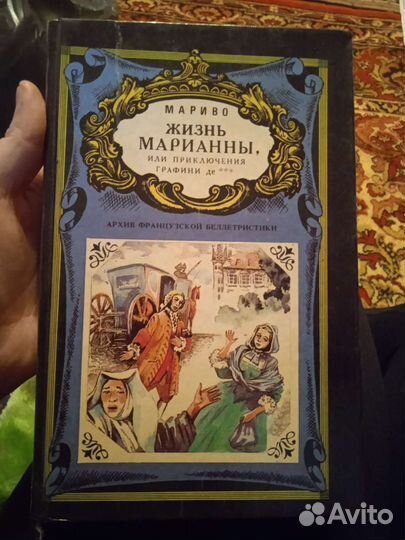 МАРИВО
ЖИЗНЬ
МАРИАННЫ,
ИЛИ ПРИКЛЮЧЕНИЯ
ГРАФИНИ де ***
АРХИВ ФРАНЦУЗСКОЙ БЕЛЛЕТРИСТИКИ
Avito